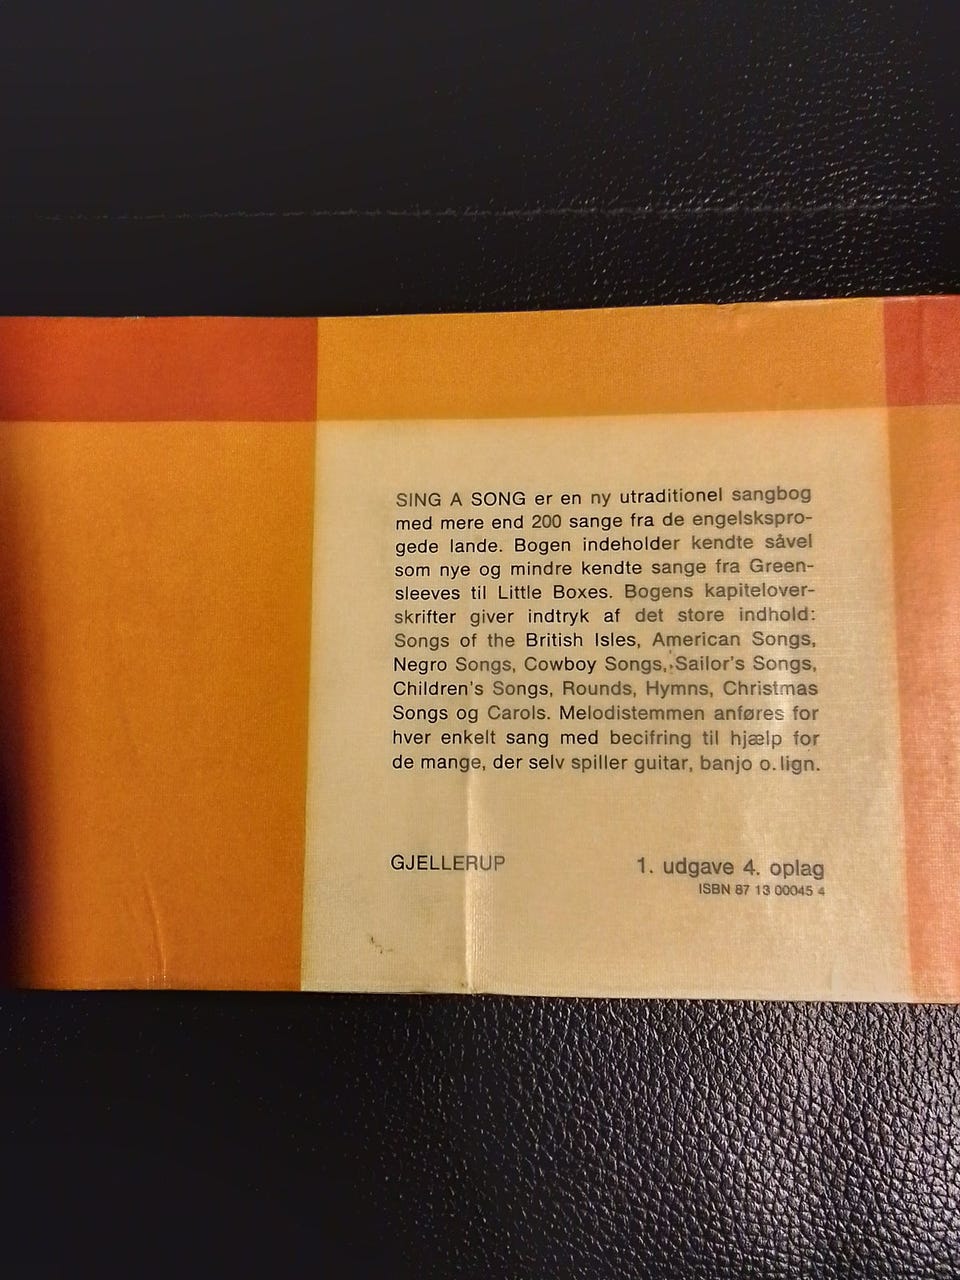 SING A SONG er en ny utraditionel sangbog
med mere end 200 sange fra de engelskspro-
gede lande. Bogen indeholder kendte såvel
som nye og mindre kendte sange fra Green-
sleeves til Little Boxes. Bogens kapitelover-
skrifter giver indtryk af det store indhold:
Songs of the British Isles, American Songs,
Negro Songs, Cowboy Songs, Sailor's Songs,
Children's Songs, Rounds, Hymns, Christmas
Songs og Carols. Melodistemmen anføres for
hver enkelt sang med becifring til hjælp for
de mange, der selv spiller guitar, banjo o.lign.
GJELLERUP
1. udgave 4. oplag
ISBN 87 13 00045 4